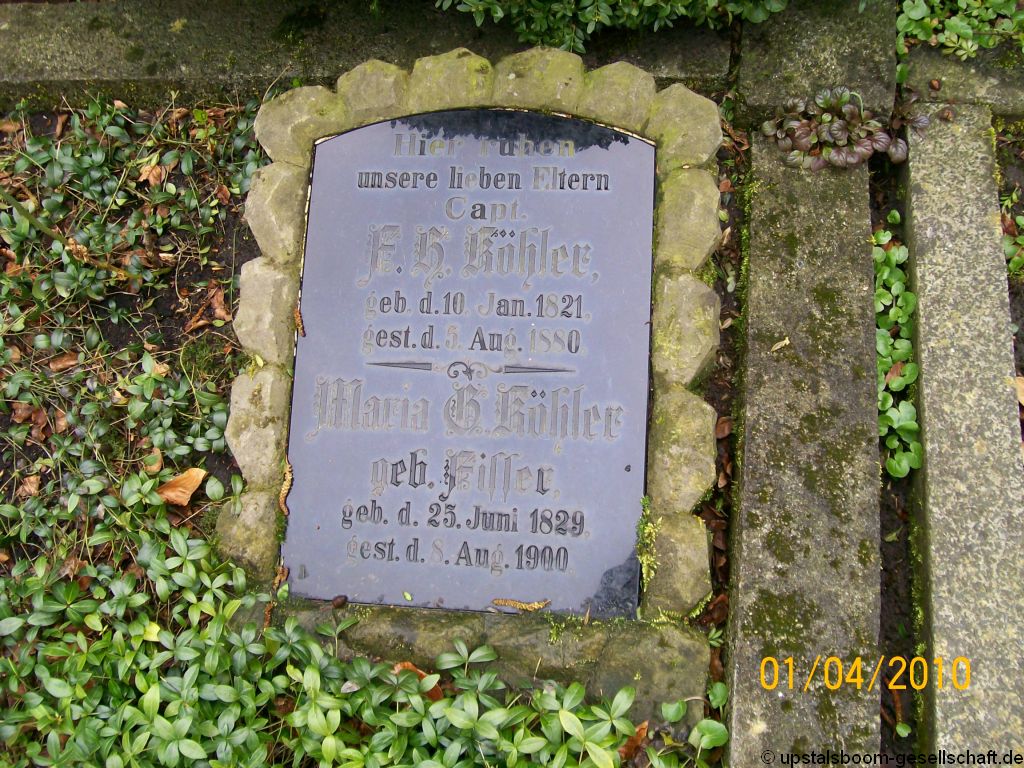 Hier ruhen
unsere lieben Eltern
Capt.
F. H. Köhler,
geb. d. 10. Jan. 1821,
gest. d. 5. Aug. 1880.
Maria G. Köhler
geb. Fisser,
geb. d. 25. Juni 1829,
gest. d. 8. Aug. 1900.
01/04/2010
© upstalsboom-gesellschaft.de